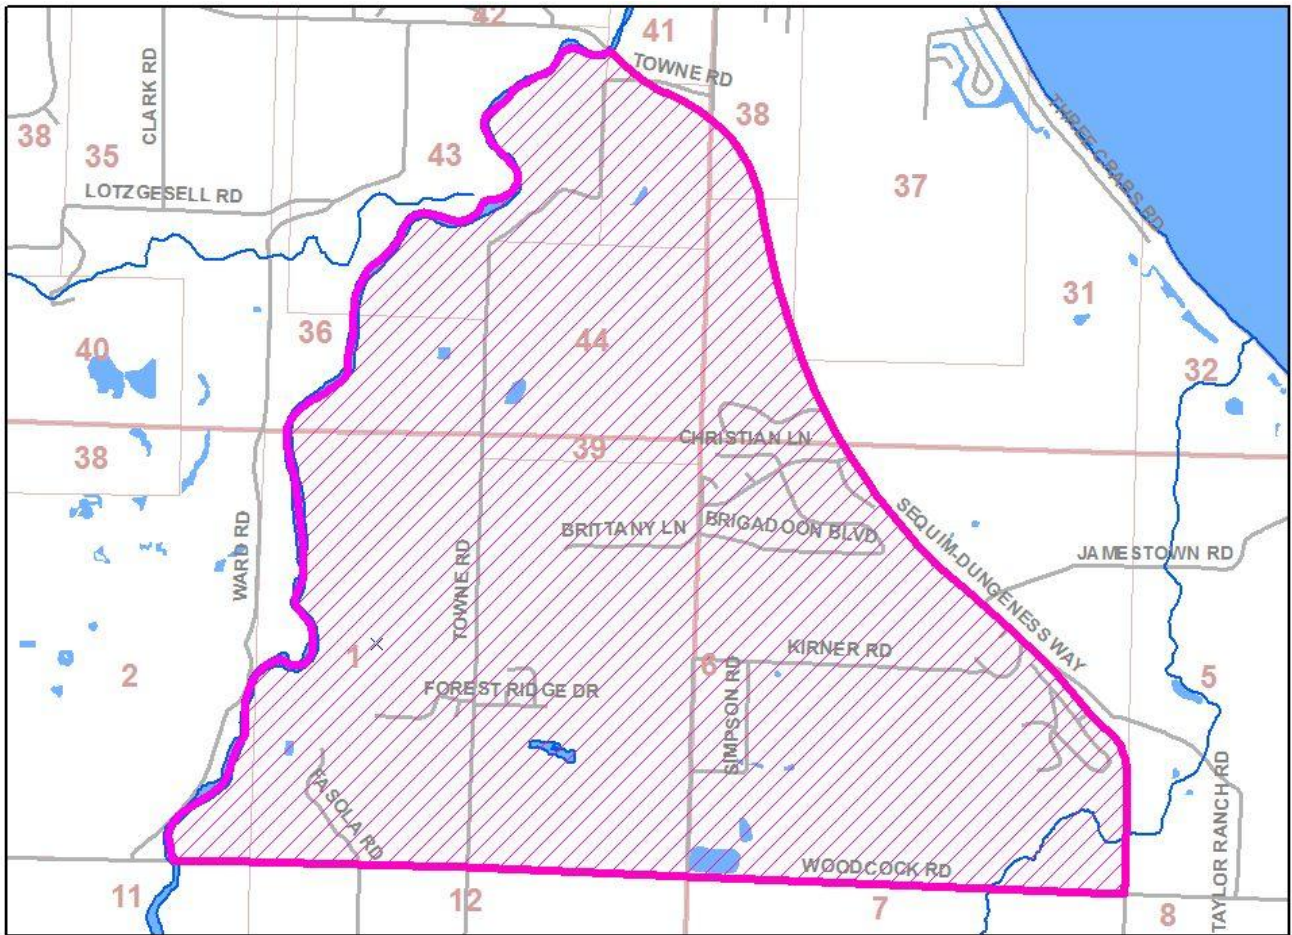 42
41
TOWNE RD
CLARK RD
38
35
43
38
37
THREE CRABS RD
LOTZGESELL RD
31
36
44
40
32
38
39
CHRISTIAN LN
BRITTANY LN
BRIGADOON BLVD
SEQUIM-DUNGENESS WAY
JAMESTOWN RD
WARD RD
TOWNE RD
1
2
KIRNER RD
6
5
FOREST RIDGE DR
SIMPSON RD
FASOLA RD
TAYLOR RANCH RD
WOODCOCK RD
11
12
7
8